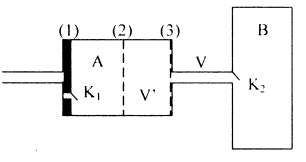 (1) (2) (3)
A V B
K₁ V' K₂